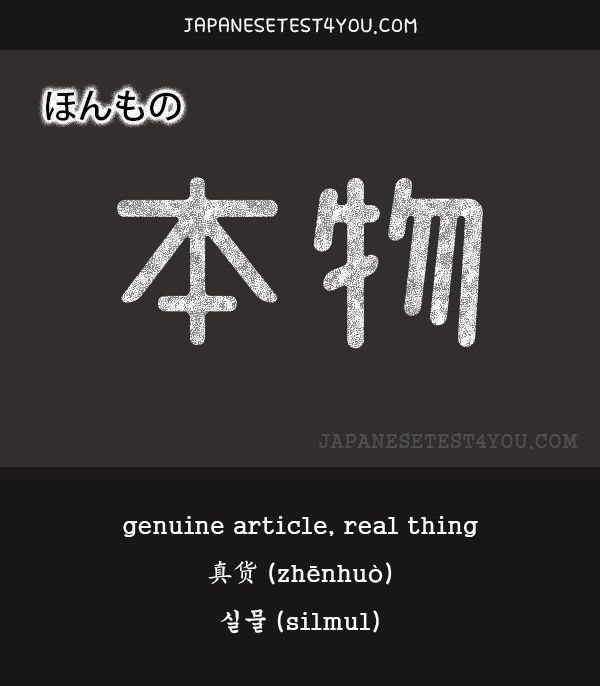 JAPANESETEST4YOU.COM
ほんもの
本物
JAPANESETEST4YOU.COM
genuine article, real thing
真货 (zhēnhuò)
실물 (silmul)